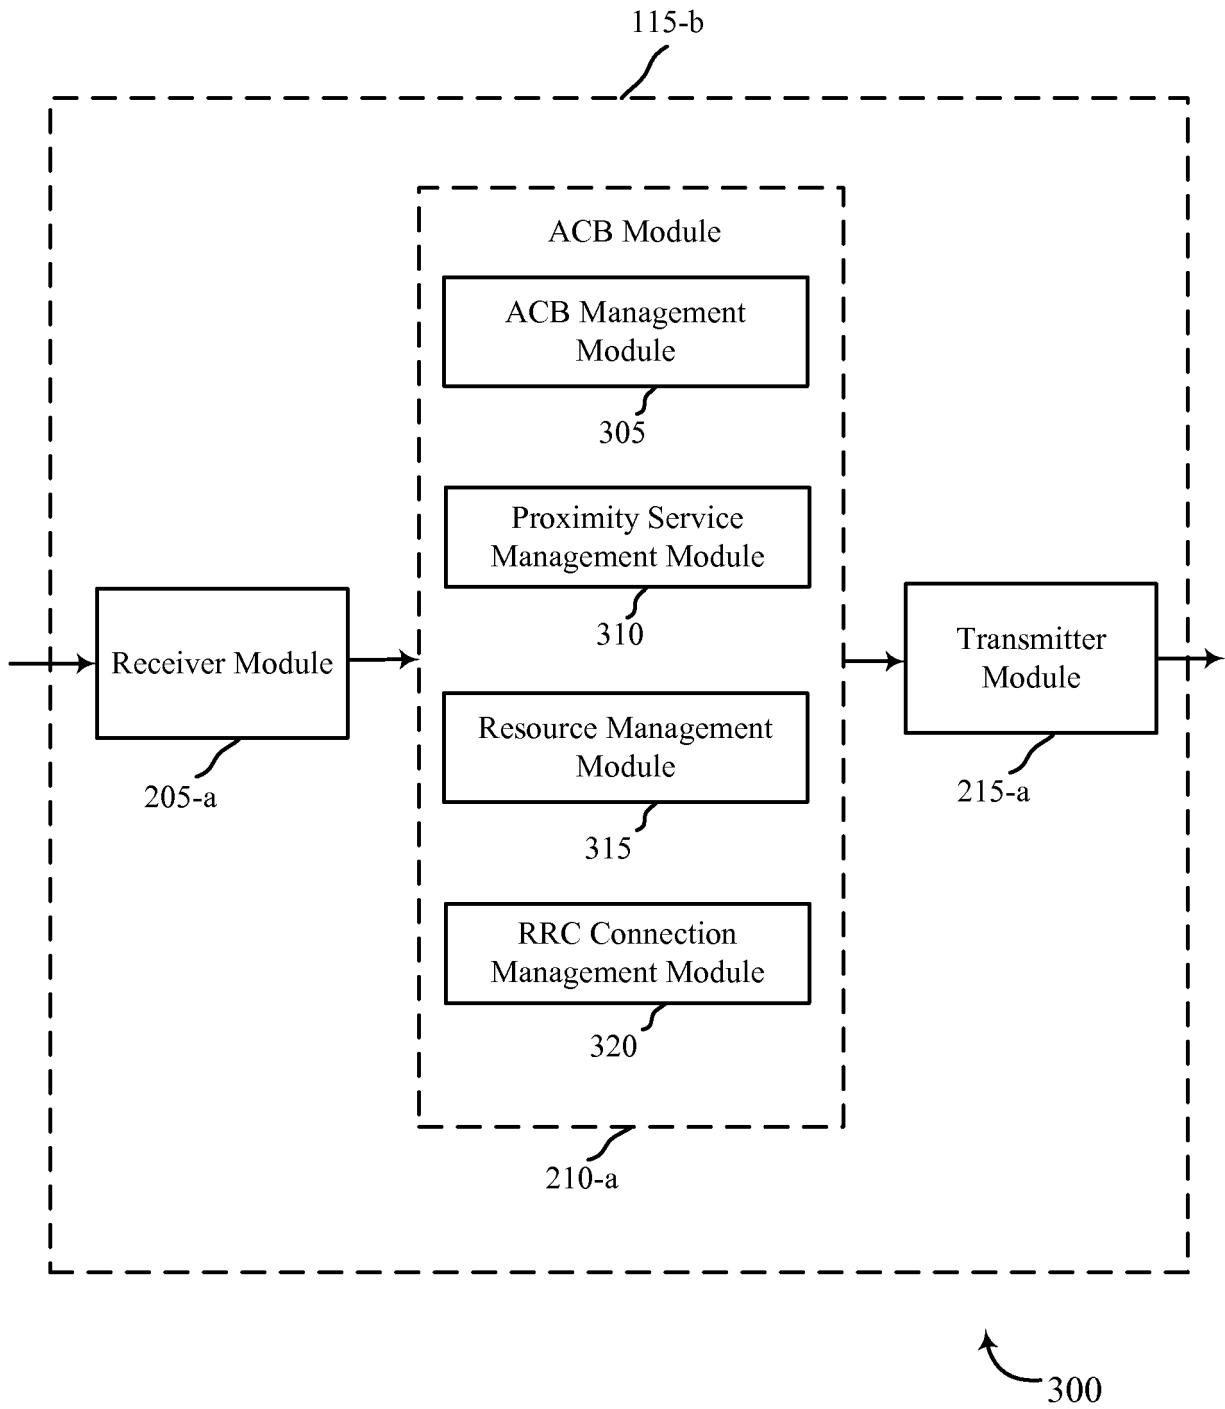 115-b
ACB Module
ACB Management
Module
305
Proximity Service
Management Module
310
Receiver Module
205-a
Transmitter
Module
215-a
Resource Management
Module
315
RRC Connection
Management Module
320
210-a
300